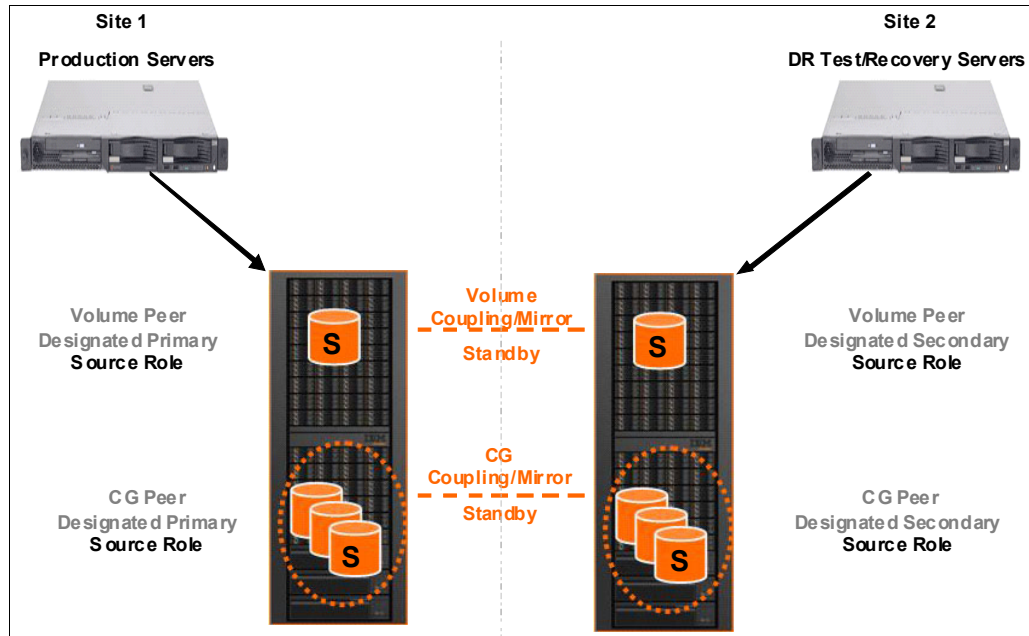 Site 1
Site 2
Production Servers
DR Test/Recovery Servers
Volume Peer
Designated Primary
Source Role
Volume
Coupling/Mirror
Standby
Volume Peer
Designated Secondary
Source Role
S
S
IBM
IBM
CG Peer
Designated Primary
Source Role
CG
Coupling/Mirror
Standby
CG Peer
Designated Secondary
Source Role
S
S